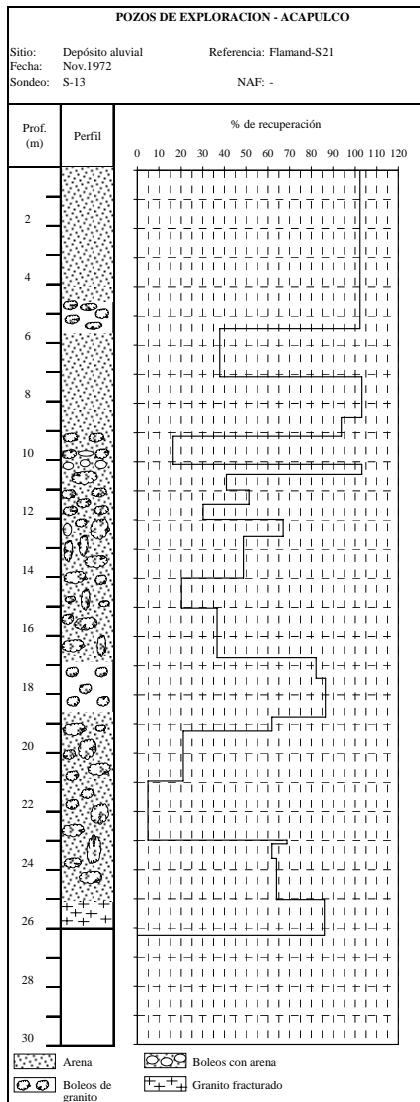 POZOS DE EXPLORACION - ACAPULCO
Sitio: Depósito aluvial Referencia: Flamand-S21
Fecha: Nov.1972
Sondeo: S-13 NAF: -
Prof. (m) Perfil % de recuperación
0 10 20 30 40 50 60 70 80 90 100 110 120
2
4
6
8
10
12
14
16
18
20
22
24
26
28
30
Arena Boleos con arena
Boleos de granito Granito fracturado